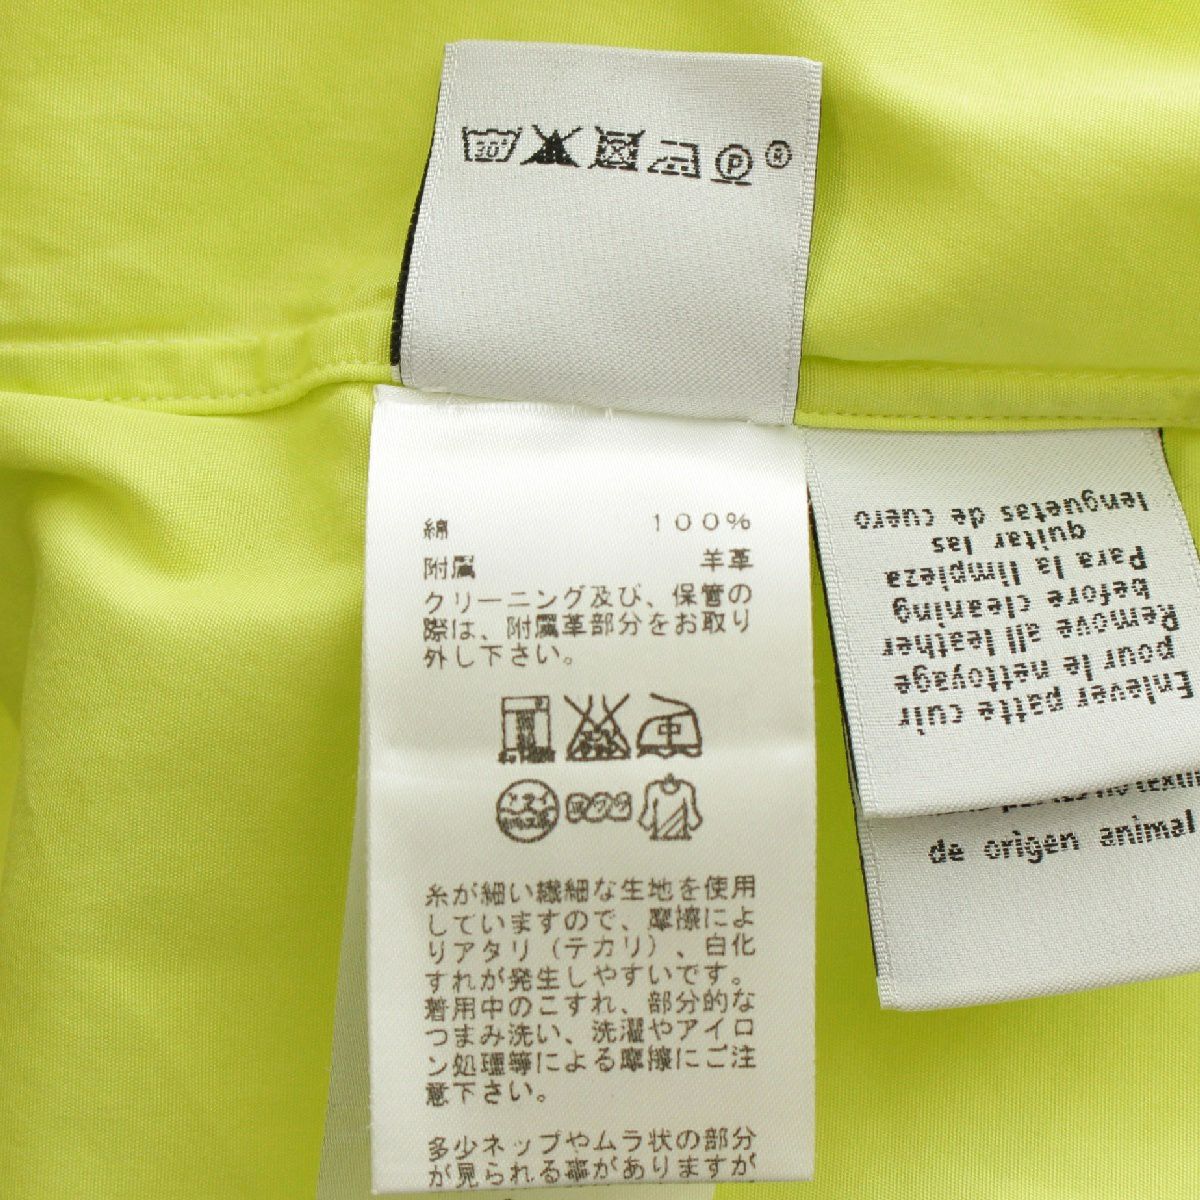 30°
P
®
綿 100%
附属 羊革
クリーニング及び、保管の
際は、附属革部分をお取り
外し下さい。
糸が細い繊細な生地を使用
していますので、摩擦によ
りアタリ（テカリ）、白化
すれが発生しやすいです。
着用中のこすれ、部分的な
つまみ洗い、洗濯やアイロ
ン処理等による摩擦にご注
意下さい。
多少ネップやムラ状の部分
が見られる事がありますが
Enlever patte cuir
pour le nettoyage
Remove all leather
before cleaning
Para la limpieza
quitar las
lenguetas de cuero
de origen animal